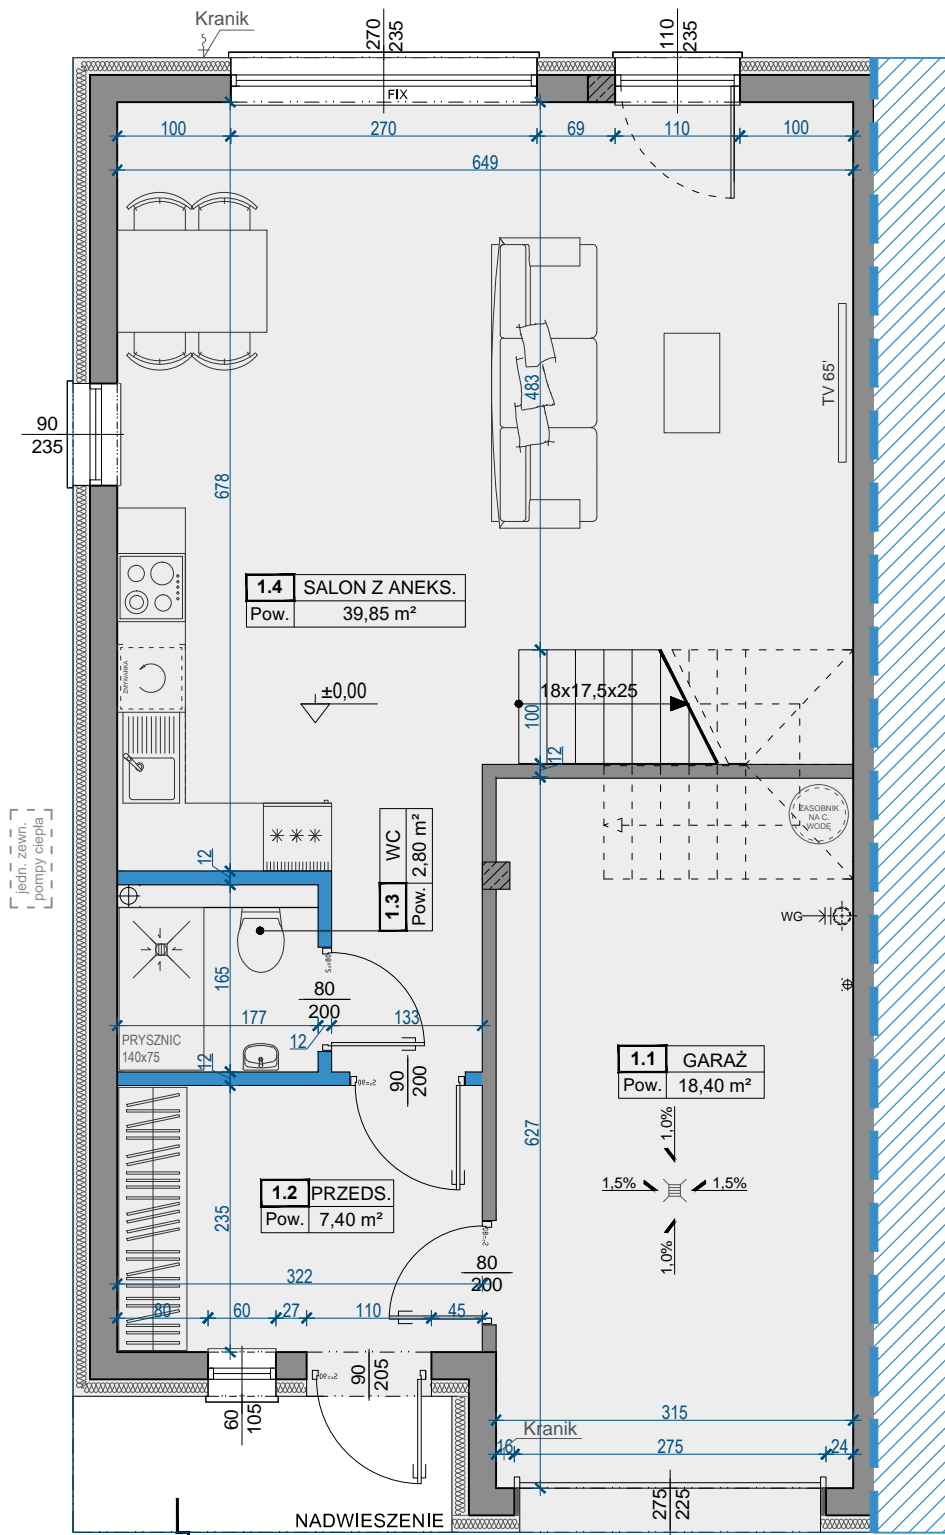 Kranik
270
235
110
235
FIX
100
270
69
110
100
649
90
235
483
678
TV 65'
1.4 SALON Z ANEKS.
Pow. 39,85 m²
±0,00
18x17,5x25
100
12
ZMYWARKA
ZASOBNIK
NA C.
WODĘ
jedn. zewn.
pompy ciepła
12
1.3 WC
Pow. 2,80 m²
WG
165
80
200
177
12
133
PRYSZNIC
140x75
12
90
200
1.1 GARAŻ
Pow. 18,40 m²
627
1,0%
1,5%
1,5%
1,0%
1.2 PRZEDS.
Pow. 7,40 m²
235
80
200
322
80
60
27
110
45
90
205
60
105
315
Kranik
16
275
24
275
225
NADWIESZENIE